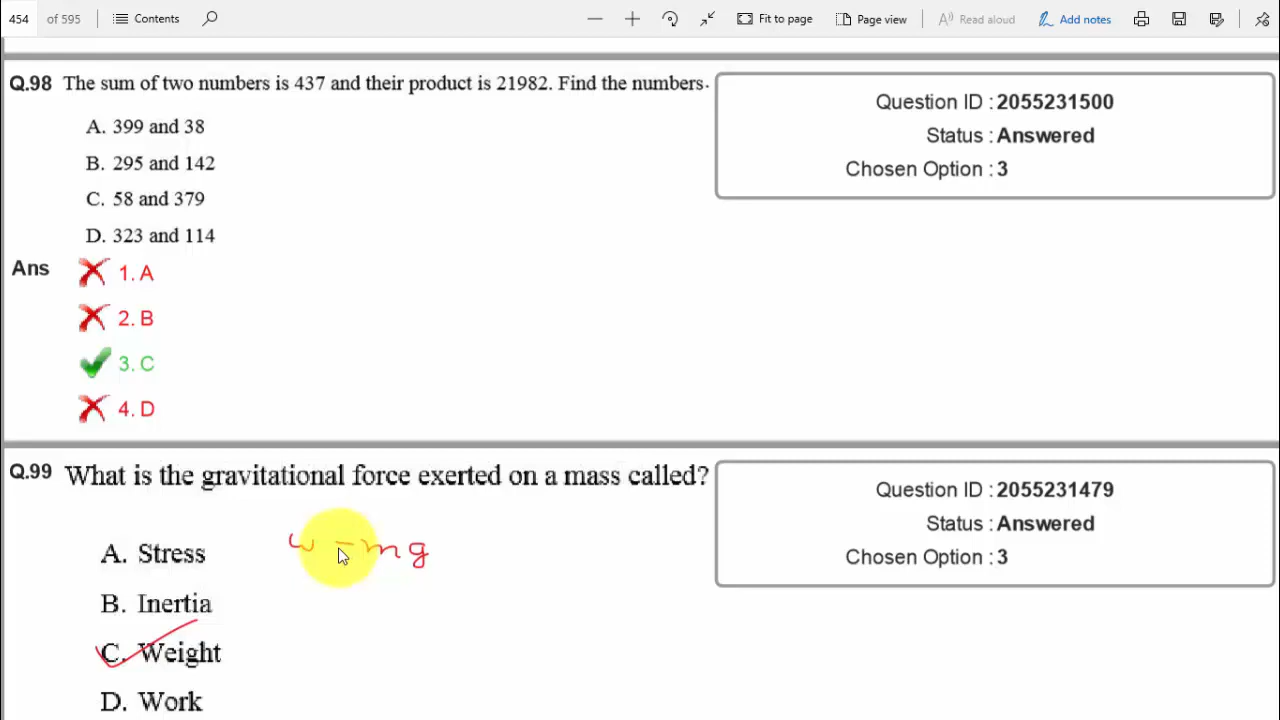 454 of 595 Contents Fit to page Page view Read aloud Add notes
Q.98 The sum of two numbers is 437 and their product is 21982. Find the numbers.
A. 399 and 38
B. 295 and 142
C. 58 and 379
D. 323 and 114
Question ID : 2055231500
Status : Answered
Chosen Option : 3
Ans
1. A
2. B
3. C
4. D
Q.99 What is the gravitational force exerted on a mass called?
w = mg
A. Stress
B. Inertia
C. Weight
D. Work
Question ID : 2055231479
Status : Answered
Chosen Option : 3